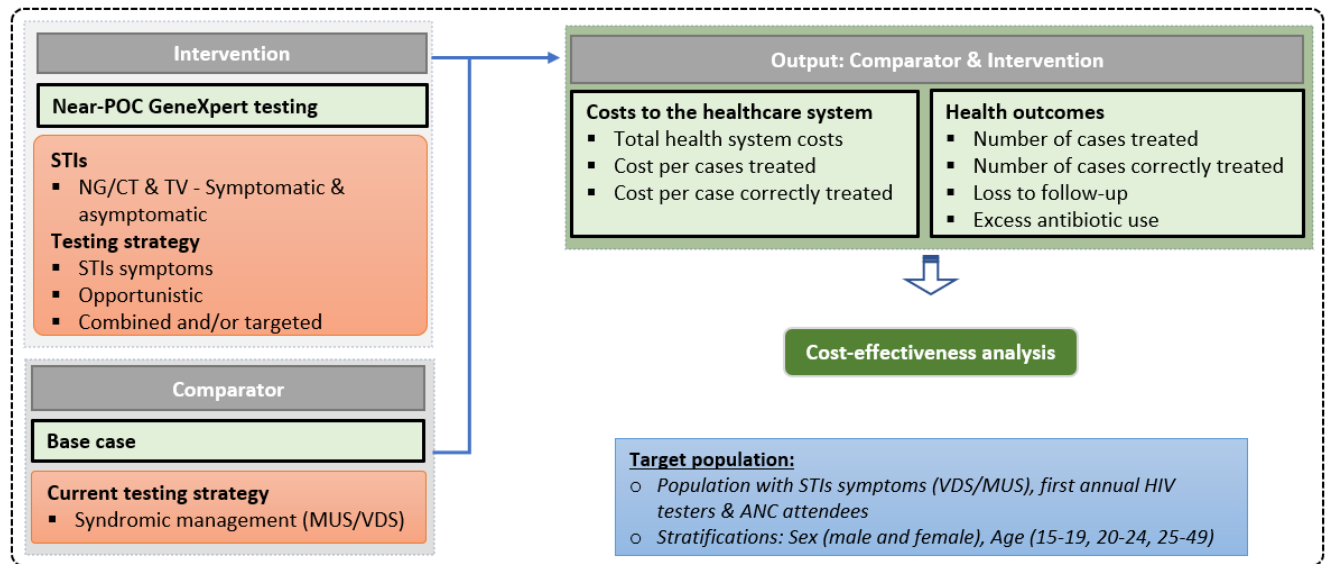 Intervention
Near-POC GeneXpert testing
STIs
▪ NG/CT & TV - Symptomatic &
asymptomatic
Testing strategy
▪ STIs symptoms
▪ Opportunistic
▪ Combined and/or targeted
Comparator
Base case
Current testing strategy
▪ Syndromic management (MUS/VDS)
Output: Comparator & Intervention
Costs to the healthcare system
▪ Total health system costs
▪ Cost per cases treated
▪ Cost per case correctly treated
Health outcomes
▪ Number of cases treated
▪ Number of cases correctly treated
▪ Loss to follow-up
▪ Excess antibiotic use
Cost-effectiveness analysis
Target population:
o Population with STIs symptoms (VDS/MUS), first annual HIV
testers & ANC attendees
o Stratifications: Sex (male and female), Age (15-19, 20-24, 25-49)